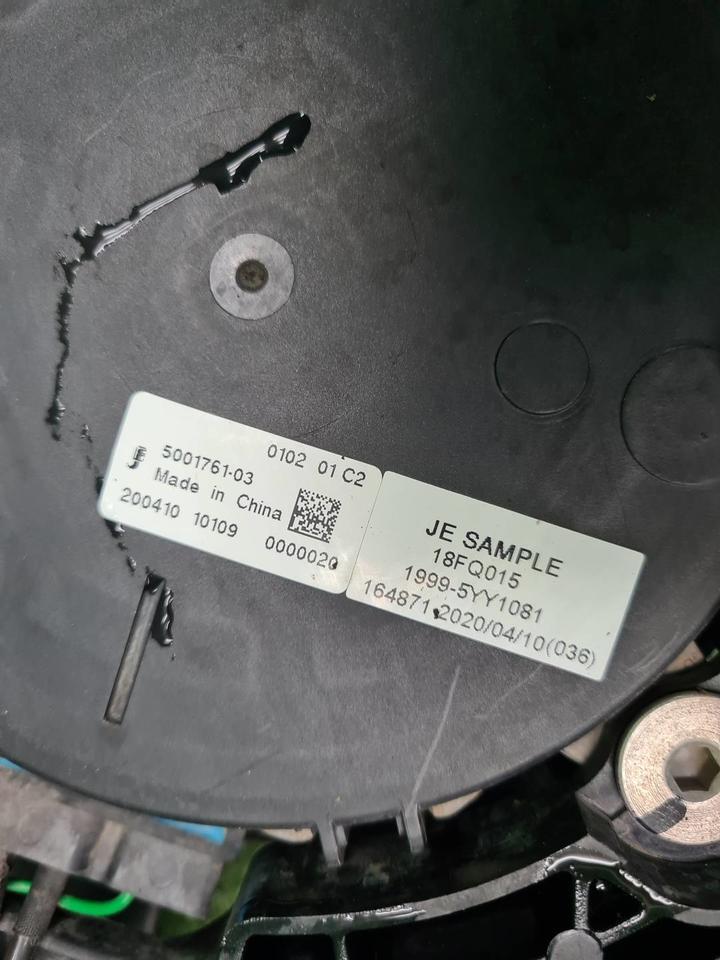 0102 01 C2
JE 5001761-03
Made in China
200410 10109 0000020
JE SAMPLE
18FQ015
1999-5YY1081
164871 2020/04/10(036)